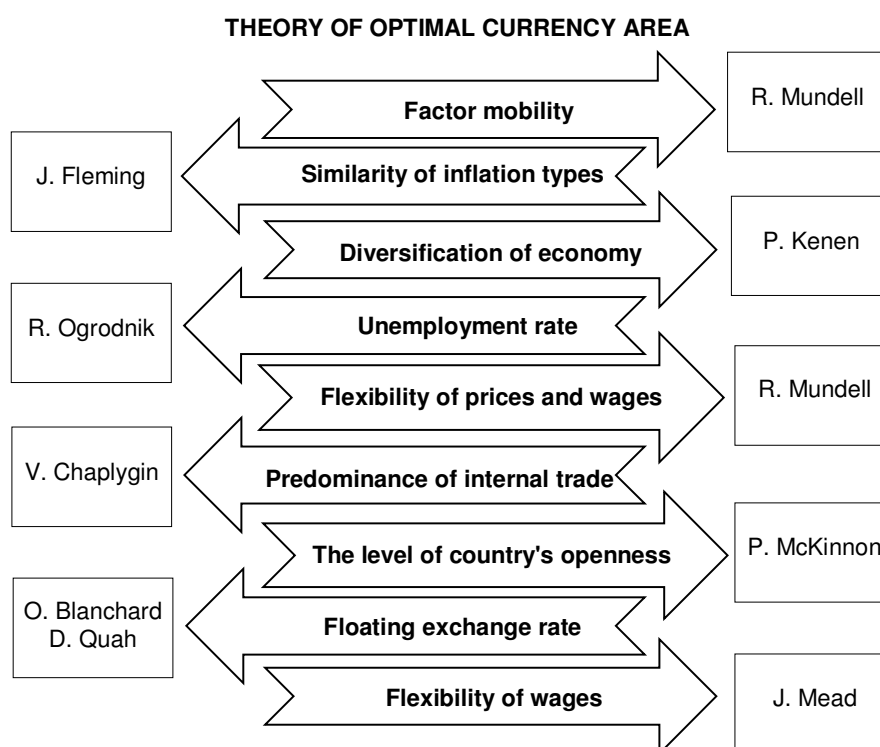 THEORY OF OPTIMAL CURRENCY AREA
Factor mobility
R. Mundell
J. Fleming
Similarity of inflation types
Diversification of economy
P. Kenen
R. Ogrodnik
Unemployment rate
Flexibility of prices and wages
R. Mundell
V. Chaplygin
Predominance of internal trade
The level of country's openness
P. McKinnon
O. Blanchard
D. Quah
Floating exchange rate
Flexibility of wages
J. Mead